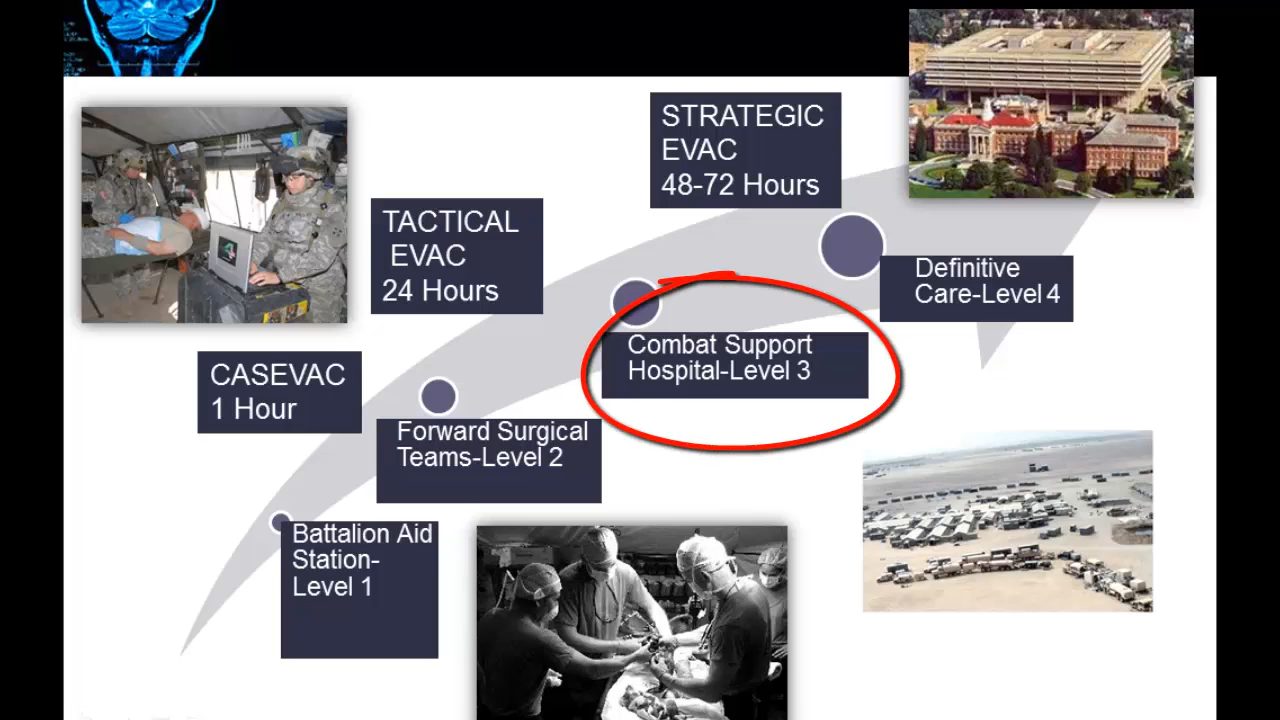 STRATEGIC
EVAC
48-72 Hours
TACTICAL
EVAC
24 Hours
Definitive
Care-Level 4
Combat Support
Hospital-Level 3
CASEVAC
1 Hour
Forward Surgical
Teams-Level 2
Battalion Aid
Station-
Level 1